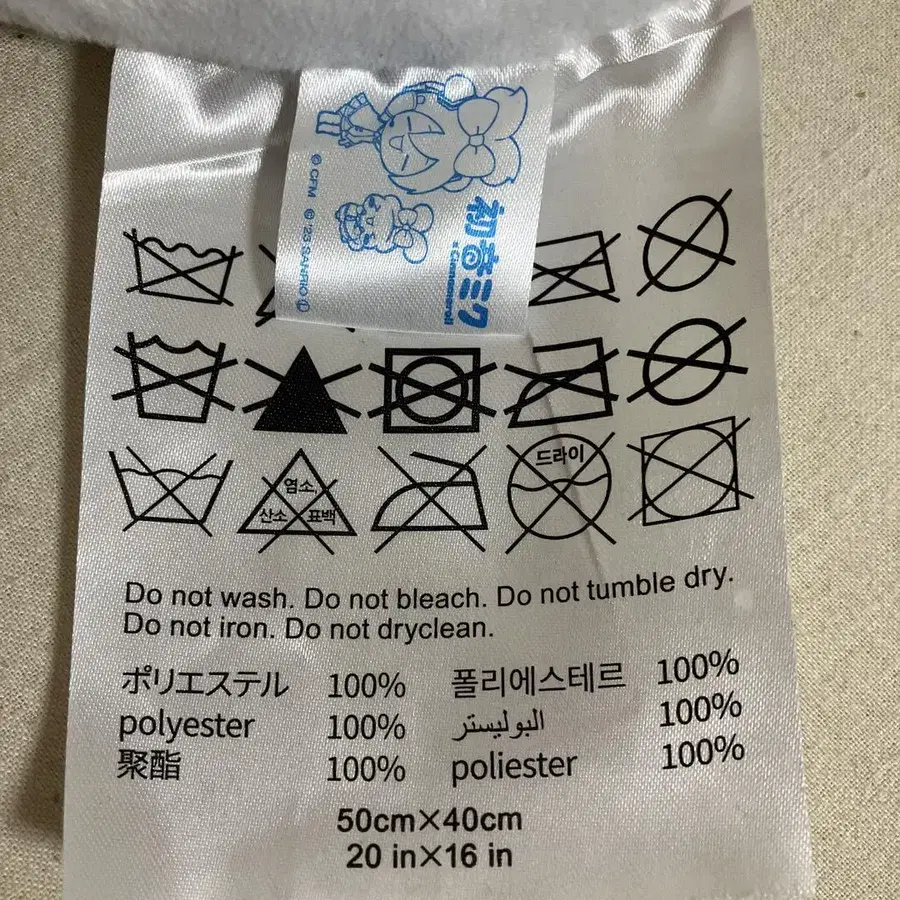 © CFM © '23 SANRIO Ⓛ
初音ミク
× Cinnamoroll
드라이
염소,
산소 표백
Do not wash. Do not bleach. Do not tumble dry.
Do not iron. Do not dryclean.
ポリエステル 100% 폴리에스테르 100%
polyester 100% البوليستر 100%
聚酯 100% poliester 100%
50cm×40cm
20 in×16 in